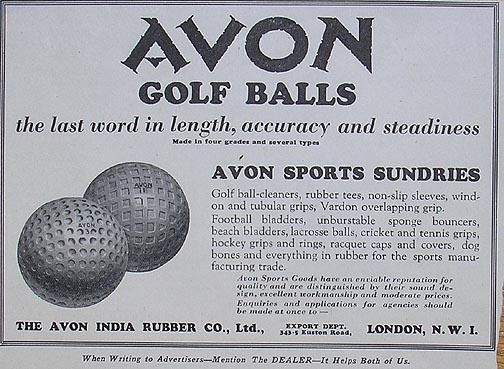 AVON
GOLF BALLS
the last word in length, accuracy and steadiness
Made in four grades and several types
AVON SPORTS SUNDRIES
Golf ball-cleaners, rubber tees, non-slip sleeves, wind-
on and tubular grips, Vardon overlapping grip.
Football bladders, unburstable sponge bouncers,
beach bladders, lacrosse balls, cricket and tennis grips,
hockey grips and rings, racquet caps and covers, dog
bones and everything in rubber for the sports manu-
facturing trade.
Avon Sports Goods have an enviable reputation for
quality and are distinguished by their sound de-
sign, excellent workmanship and moderate prices.
Enquiries and applications for agencies should
be made at once to—
AVON
11
AVON
THE AVON INDIA RUBBER CO., Ltd.,
EXPORT DEPT.
343-5 Euston Road,
LONDON, N. W. I.
When Writing to Advertisers—Mention The DEALER—It Helps Both of Us.